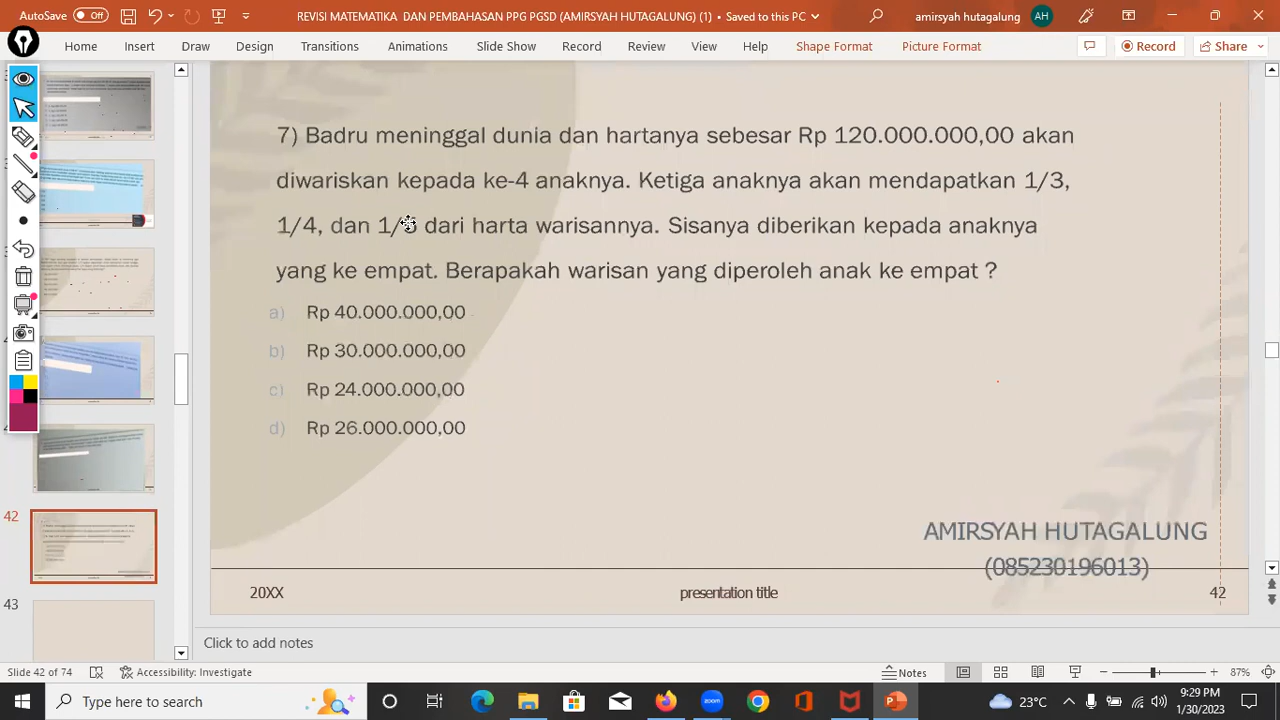 AutoSave Off
REVISI MATEMATIKA DAN PEMBAHASAN PPG PGSD (AMIRSYAH HUTAGALUNG) (1) • Saved to this PC
amirsyah hutagalung
AH
Home Insert Draw Design Transitions Animations Slide Show Record Review View Help Shape Format Picture Format
Record
Share
7) Badru meninggal dunia dan hartanya sebesar Rp 120.000.000,00 akan
diwariskan kepada ke-4 anaknya. Ketiga anaknya akan mendapatkan 1/3,
1/4, dan dari harta warisannya. Sisanya diberikan kepada anaknya
yang ke empat. Berapakah warisan yang diperoleh anak ke empat ?
a) Rp 40.000.000,00
b) Rp 30.000.000,00
c) Rp 24.000.000,00
d) Rp 26.000.000,00
AMIRSYAH HUTAGALUNG
(085230196013)
20XX
presentation title
42
42
43
Click to add notes
Slide 42 of 74
Accessibility: Investigate
Notes
87%
Type here to search
zoom
23°C
9:29 PM
1/30/2023